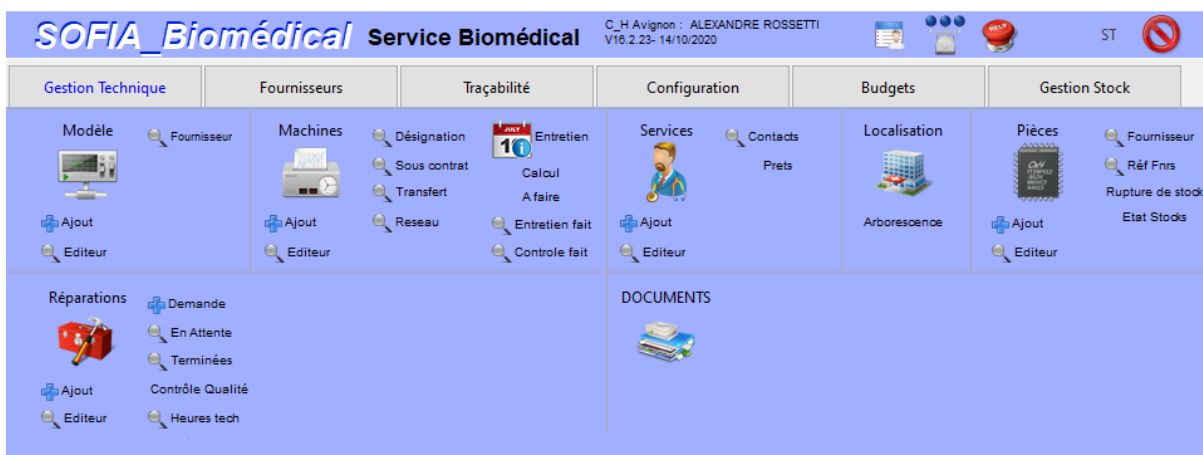 SOFIA_Biomédical Service Biomédical
C_H Avignon : ALEXANDRE ROSSETTI
V16.2.23- 14/10/2020
HELP
ST
Gestion Technique Fournisseurs Traçabilité Configuration Budgets Gestion Stock
Modèle
Fournisseur
Ajout
Editeur
Machines
Ajout
Editeur
Désignation
Sous contrat
Transfert
Reseau
JULY
10
Entretien
Calcul
A faire
Entretien fait
Controle fait
Services
Contacts
Prets
Ajout
Editeur
Localisation
Arborescence
Pièces
Ajout
Editeur
Fournisseur
Réf Fnrs
Rupture de stock
Etat Stocks
Réparations
Ajout
Editeur
Demande
En Attente
Terminées
Contrôle Qualité
Heures tech
DOCUMENTS